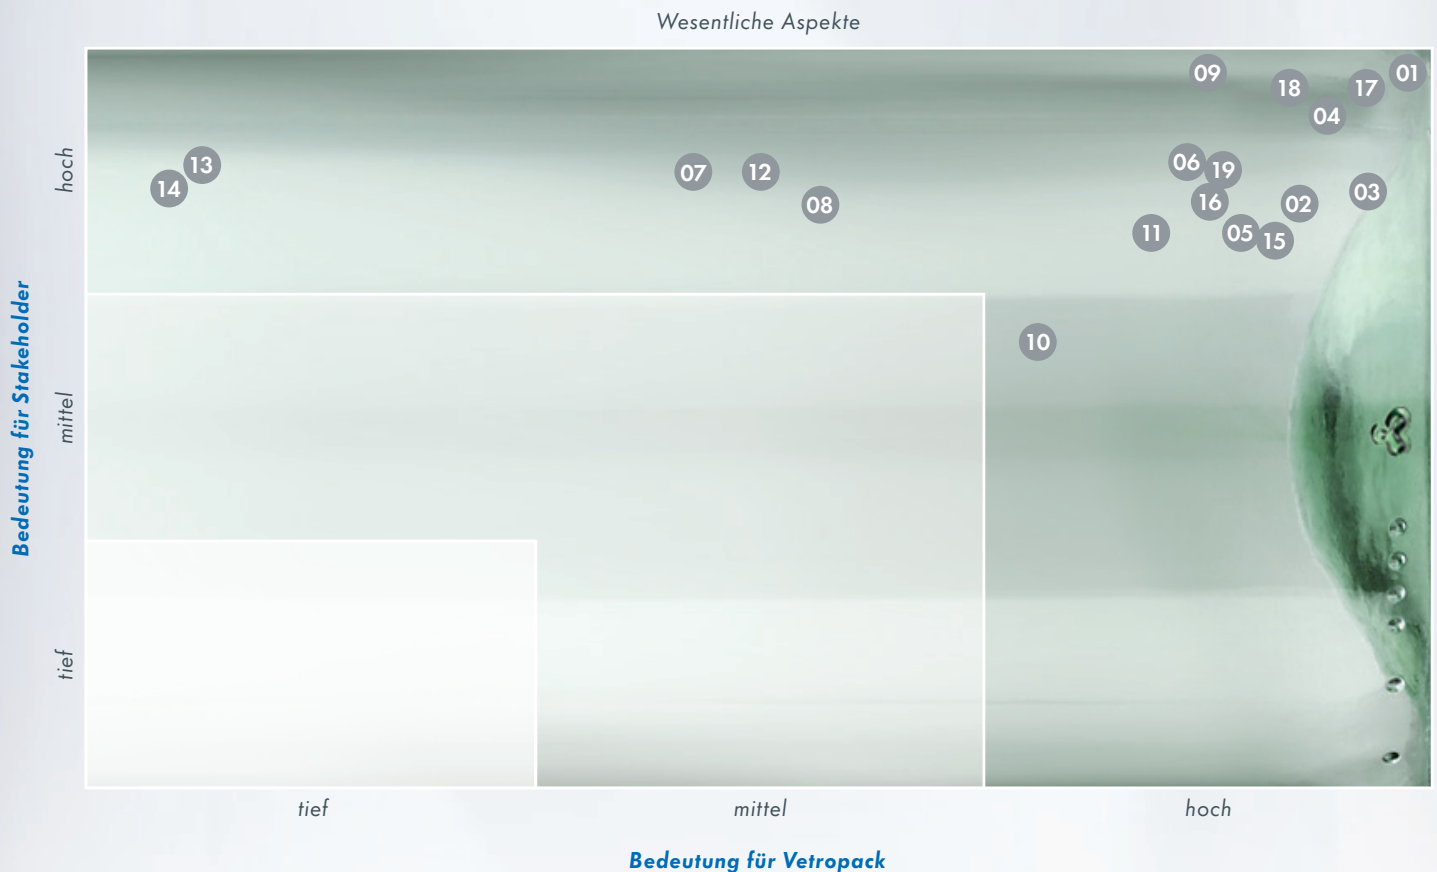 Wesentliche Aspekte
09
01
18
17
04
hoch
13
14
07
12
08
06
19
03
16
02
11
05
15
Bedeutung für Stakeholder
mittel
10
tief
tief
mittel
hoch
Bedeutung für Vetropack